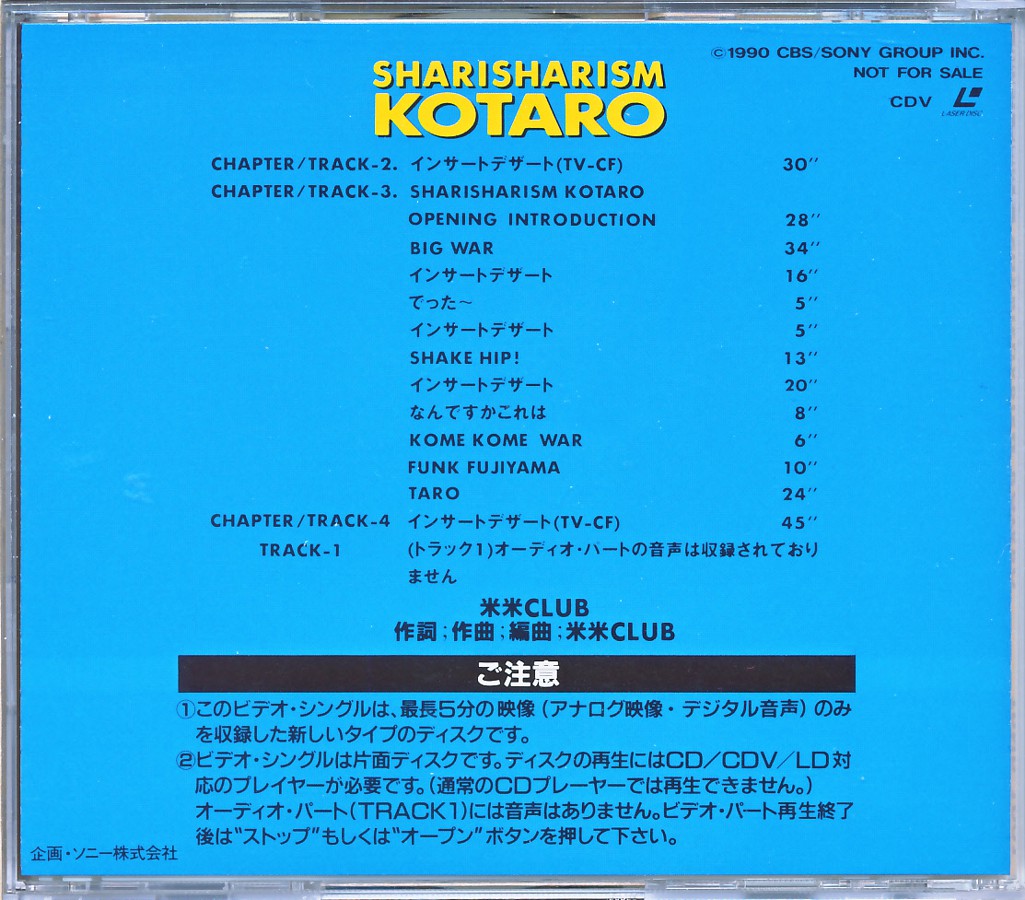 ©1990 CBS/SONY GROUP INC.
NOT FOR SALE
CDV
LASER DISC
SHARISHARISM
KOTARO
CHAPTER/TRACK-2. インサートデザート(TV-CF) 30′′
CHAPTER/TRACK-3. SHARISHARISM KOTARO
OPENING INTRODUCTION 28′′
BIG WAR 34′′
インサートデザート 16′′
でった～ 5′′
インサートデザート 5′′
SHAKE HIP! 13′′
インサートデザート 20′′
なんですかこれは 8′′
KOME KOME WAR 6′′
FUNK FUJIYAMA 10′′
TARO 24′′
CHAPTER/TRACK-4 インサートデザート(TV-CF) 45′′
TRACK-1 (トラック1)オーディオ・パートの音声は収録されており
ません
米米CLUB
作詞;作曲;編曲;米米CLUB
ご注意
①このビデオ・シングルは、最長5分の映像(アナログ映像・デジタル音声)のみ
を収録した新しいタイプのディスクです。
②ビデオ・シングルは片面ディスクです。ディスクの再生にはCD/CDV/LD対
応のプレイヤーが必要です。(通常のCDプレーヤーでは再生できません。)
オーディオ・パート(TRACK1)には音声はありません。ビデオ・パート再生終了
後は“ストップ”もしくは“オープン”ボタンを押して下さい。
企画・ソニー株式会社